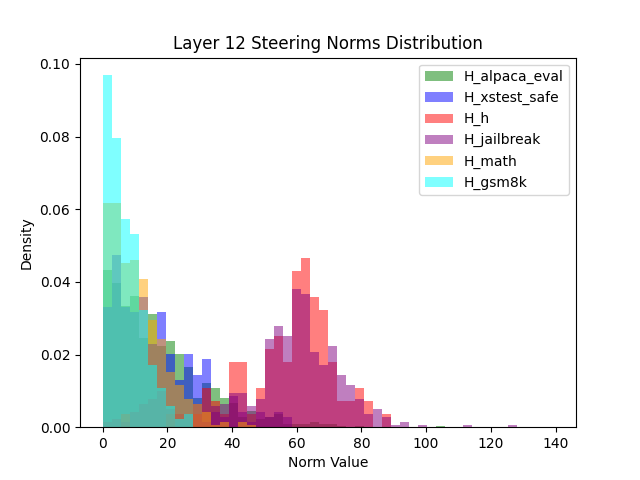 Layer 12 Steering Norms Distribution
H_alpaca_eval
H_xstest_safe
H_h
H_jailbreak
H_math
H_gsm8k
0.10
0.08
0.06
0.04
0.02
0.00
Density
0 20 40 60 80 100 120 140
Norm Value